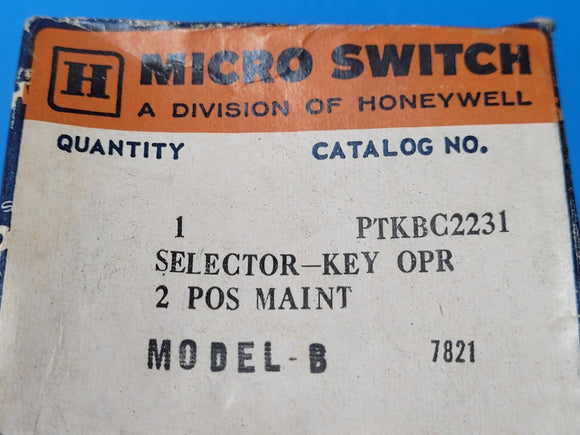 H MICRO SWITCH
A DIVISION OF HONEYWELL
QUANTITY CATALOG NO.
1 PTKBC2231
SELECTOR-KEY OPR
2 POS MAINT
MODEL-B 7821